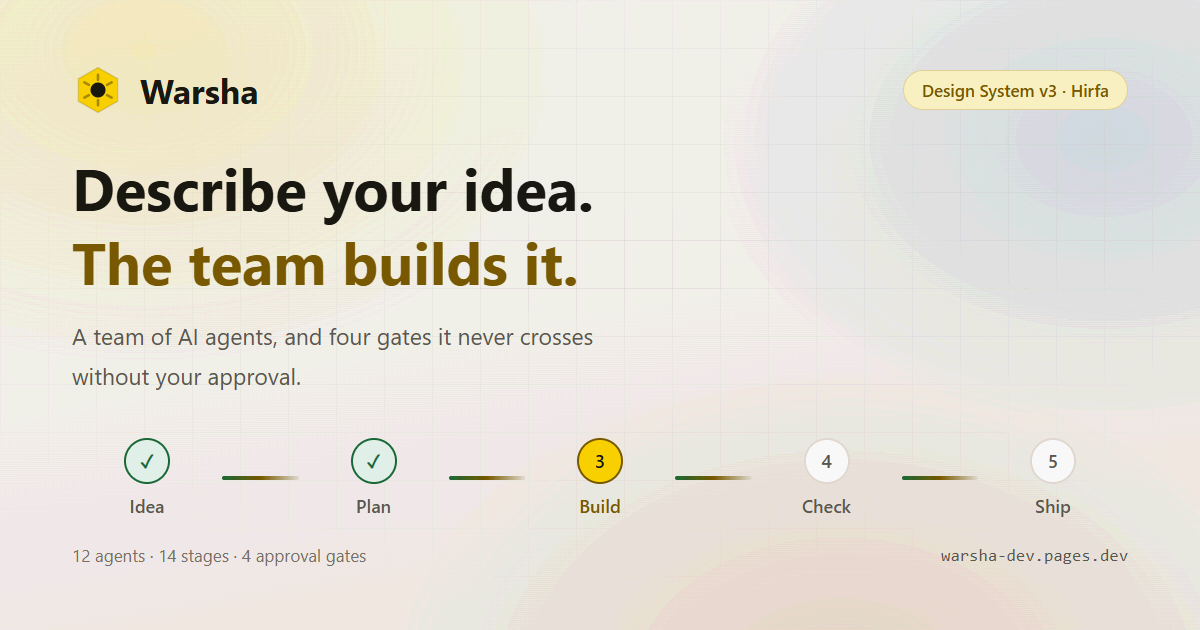 Warsha
Design System v3 · Hirfa
Describe your idea.
The team builds it.
A team of AI agents, and four gates it never crosses
without your approval.
✓ ✓ 3 4 5
Idea Plan Build Check Ship
12 agents · 14 stages · 4 approval gates
warsha-dev.pages.dev